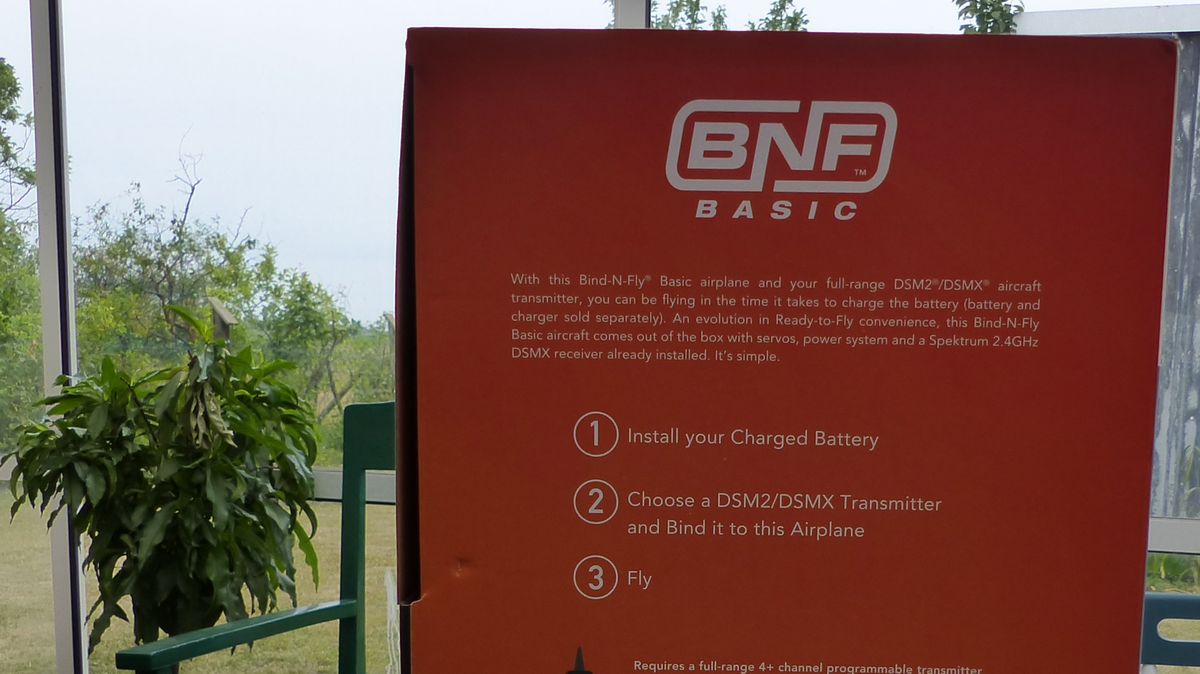 BNF™
BASIC
With this Bind-N-Fly® Basic airplane and your full-range DSM2®/DSMX® aircraft
transmitter, you can be flying in the time it takes to charge the battery (battery and
charger sold separately). An evolution in Ready-to-Fly convenience, this Bind-N-Fly
Basic aircraft comes out of the box with servos, power system and a Spektrum 2.4GHz
DSMX receiver already installed. It's simple.
1 Install your Charged Battery
2 Choose a DSM2/DSMX Transmitter
and Bind it to this Airplane
3 Fly
Requires a full-range 4+ channel programmable transmitter